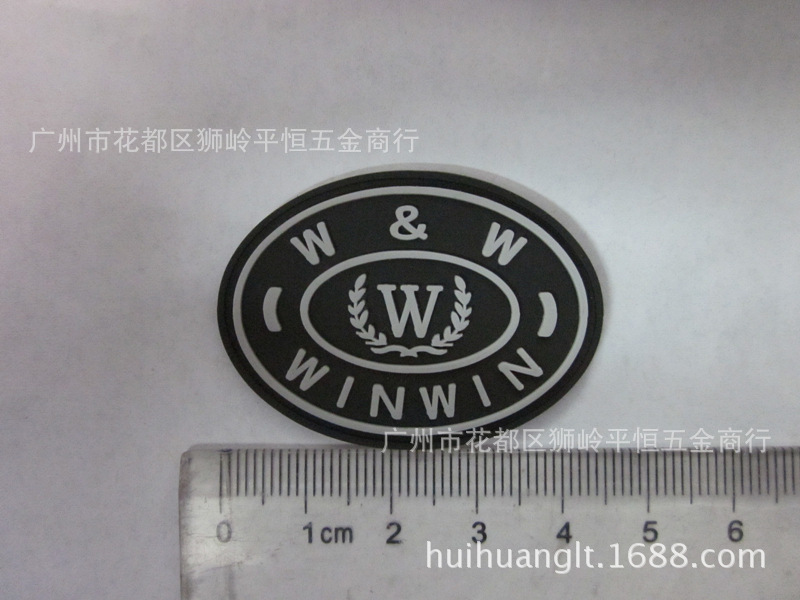 广州市花都区狮岭平恒五金商行
W & W
W
WINWIN
广州市花都区狮岭平恒五金商行
0 1cm 2 3 4 5 6
huihuanglt.1688.com